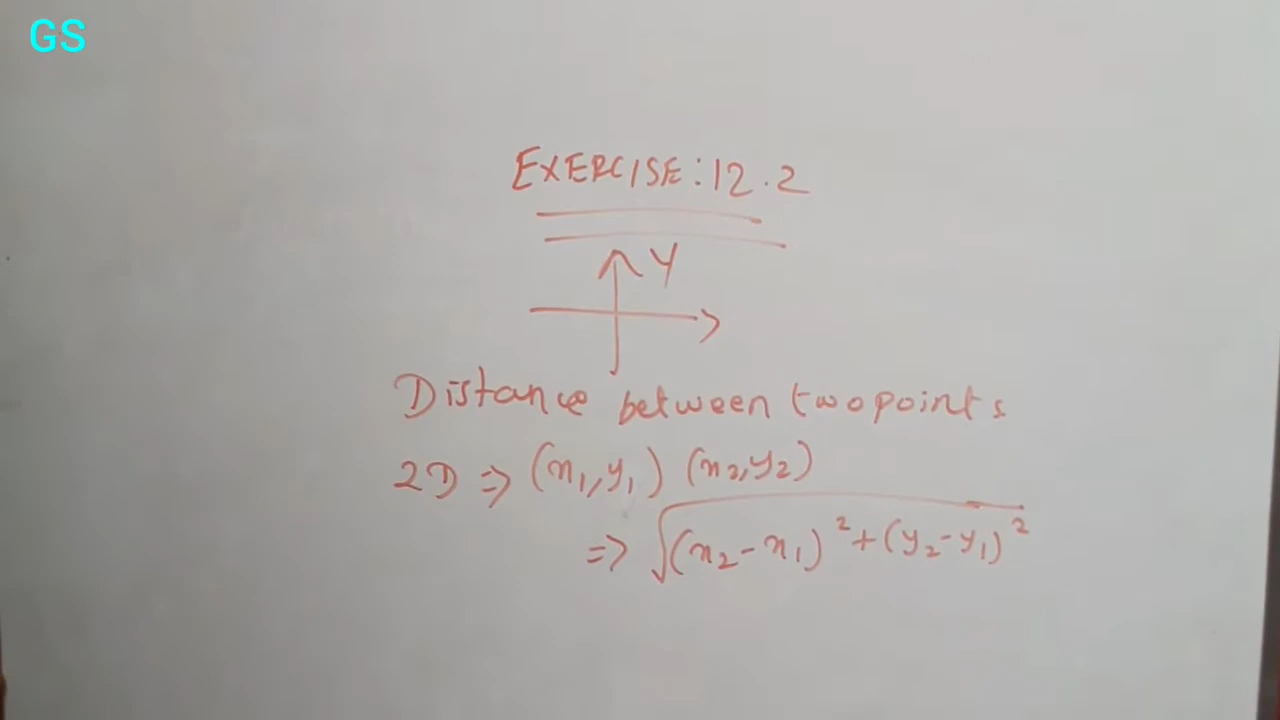 GS
EXERCISE: 12.2
Y
Distance between two points
2D ⇒ (x₁,y₁) (x₂,y₂)
⇒ √(x₂-x₁)²+(y₂-y₁)²